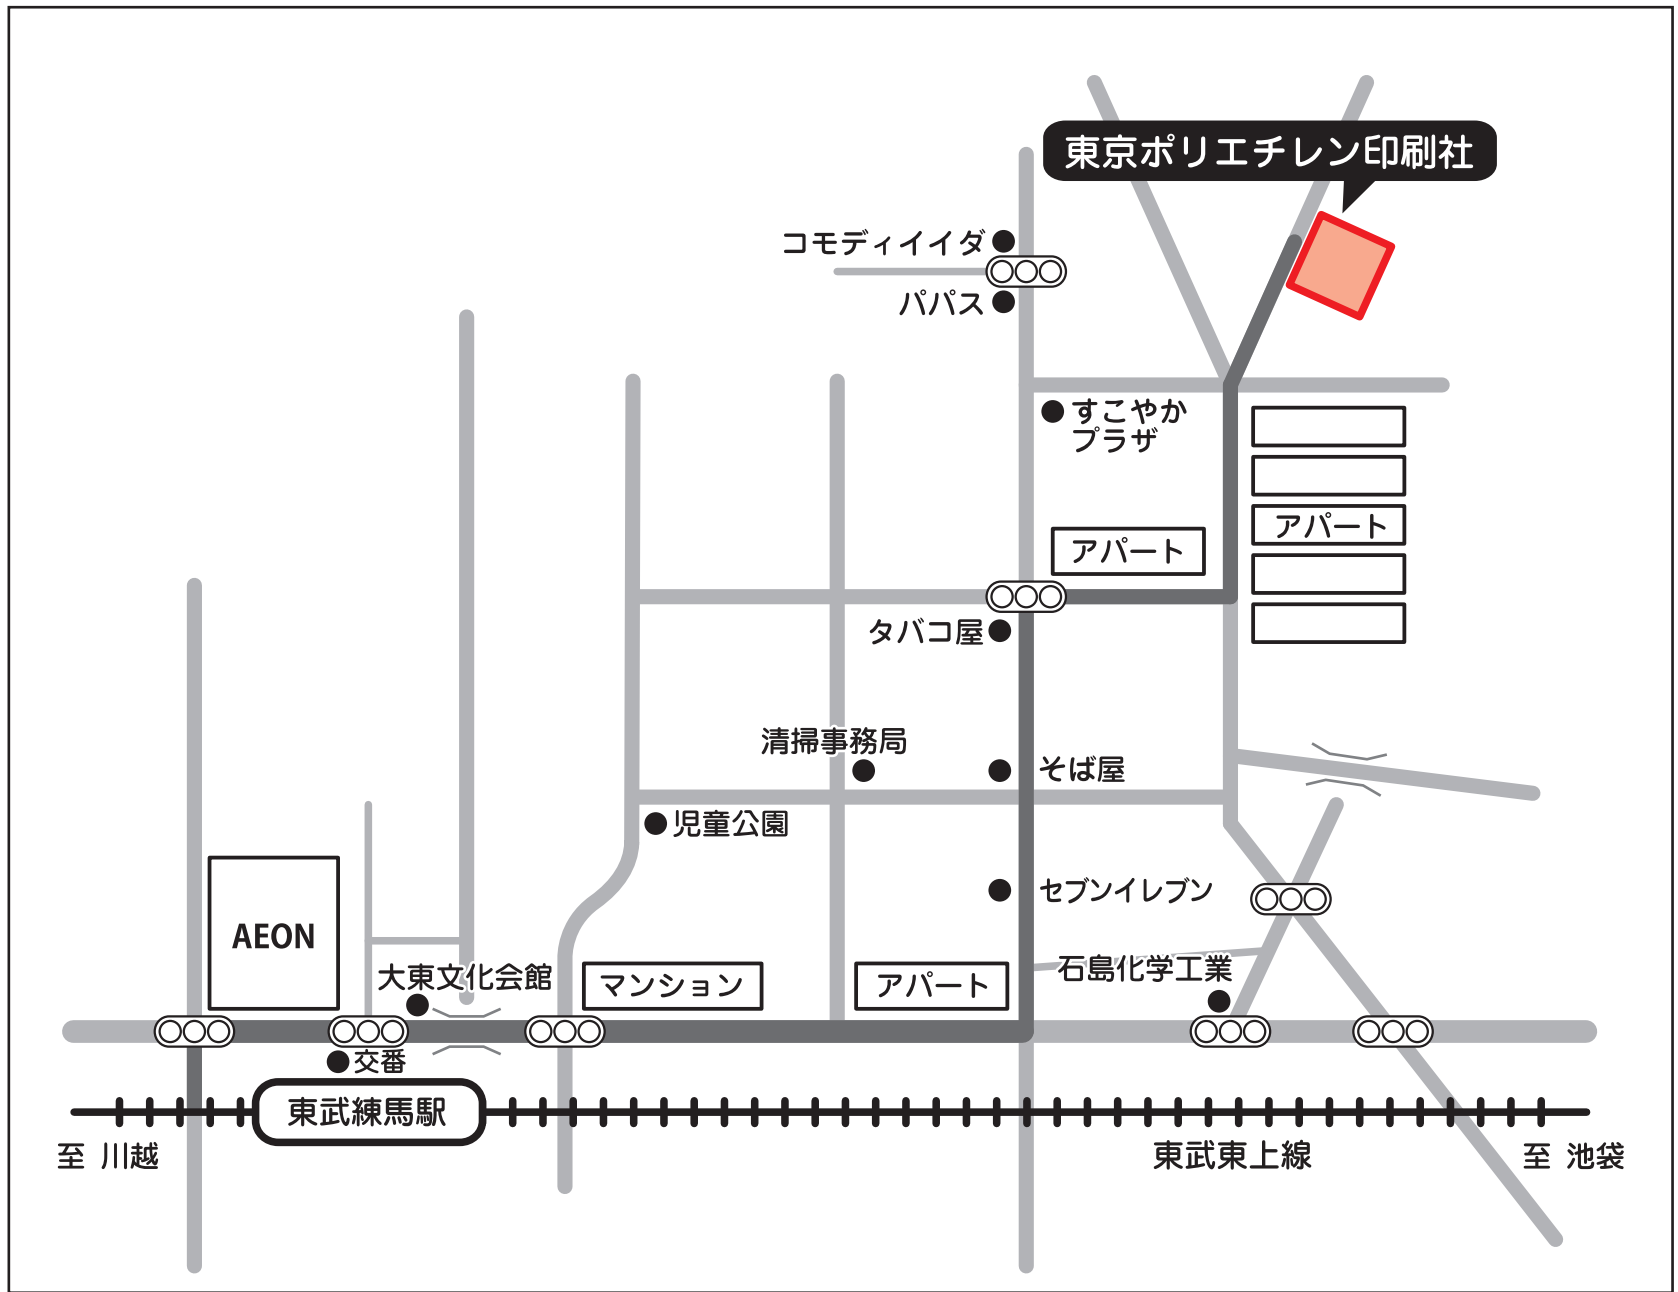 東京ポリエチレン印刷社
コモディイイダ
パパス
すこやか
プラザ
アパート
アパート
タバコ屋
清掃事務局
そば屋
児童公園
セブンイレブン
AEON
大東文化会館
マンション
アパート
石島化学工業
交番
東武練馬駅
至 川越
東武東上線
至 池袋